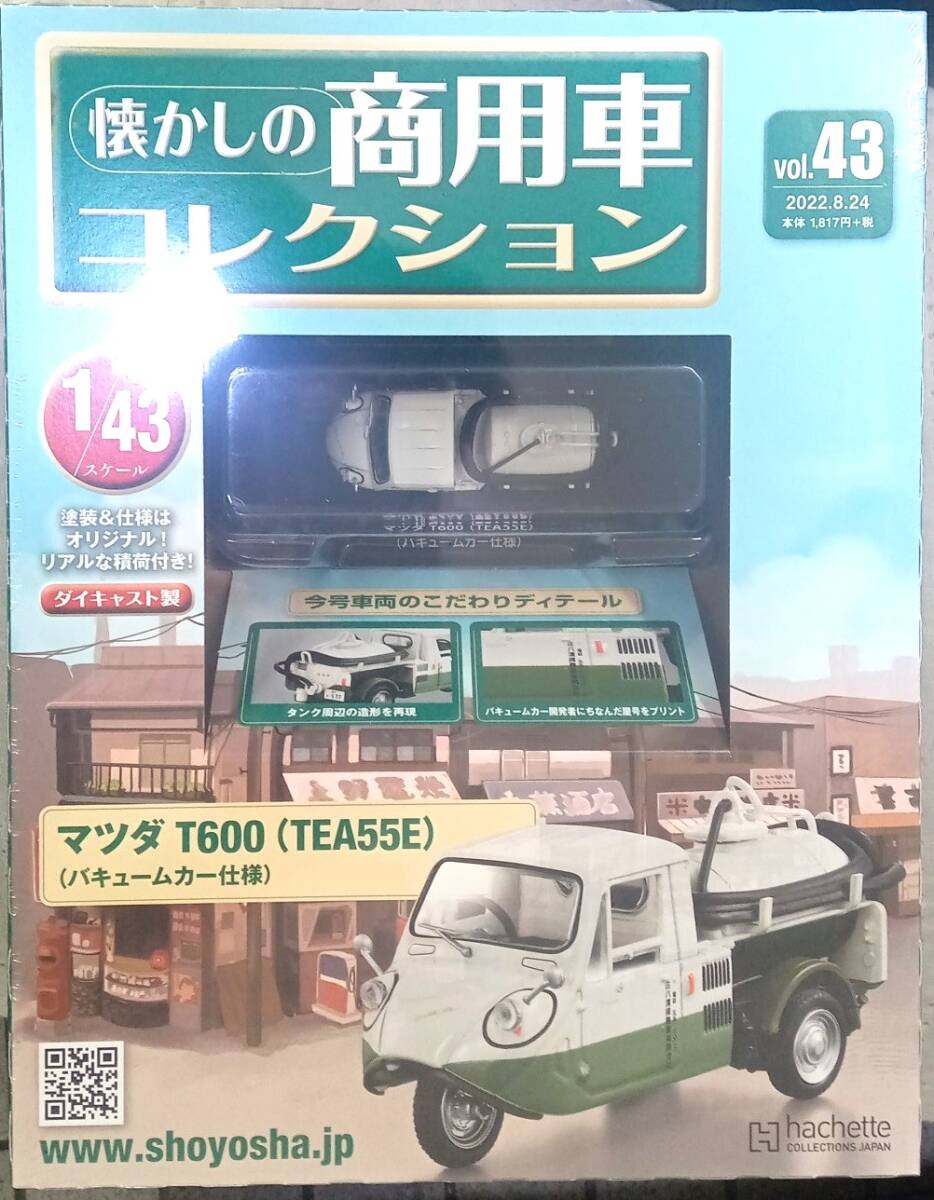 懐かしの商用車
コレクション
vol.43
2022.8.24
本体 1,817円+税
1/43
スケール
塗装&仕様は
オリジナル!
リアルな積荷付き!
ダイキャスト製
マツダ T600 (TEA55E)
(バキュームカー仕様)
今号車両のこだわりディテール
タンク周辺の造形を再現
バキュームカー開発者にちなんだ屋号をプリント
マツダ T600 (TEA55E)
(バキュームカー仕様)
www.shoyosha.jp
hachette
COLLECTIONS JAPAN